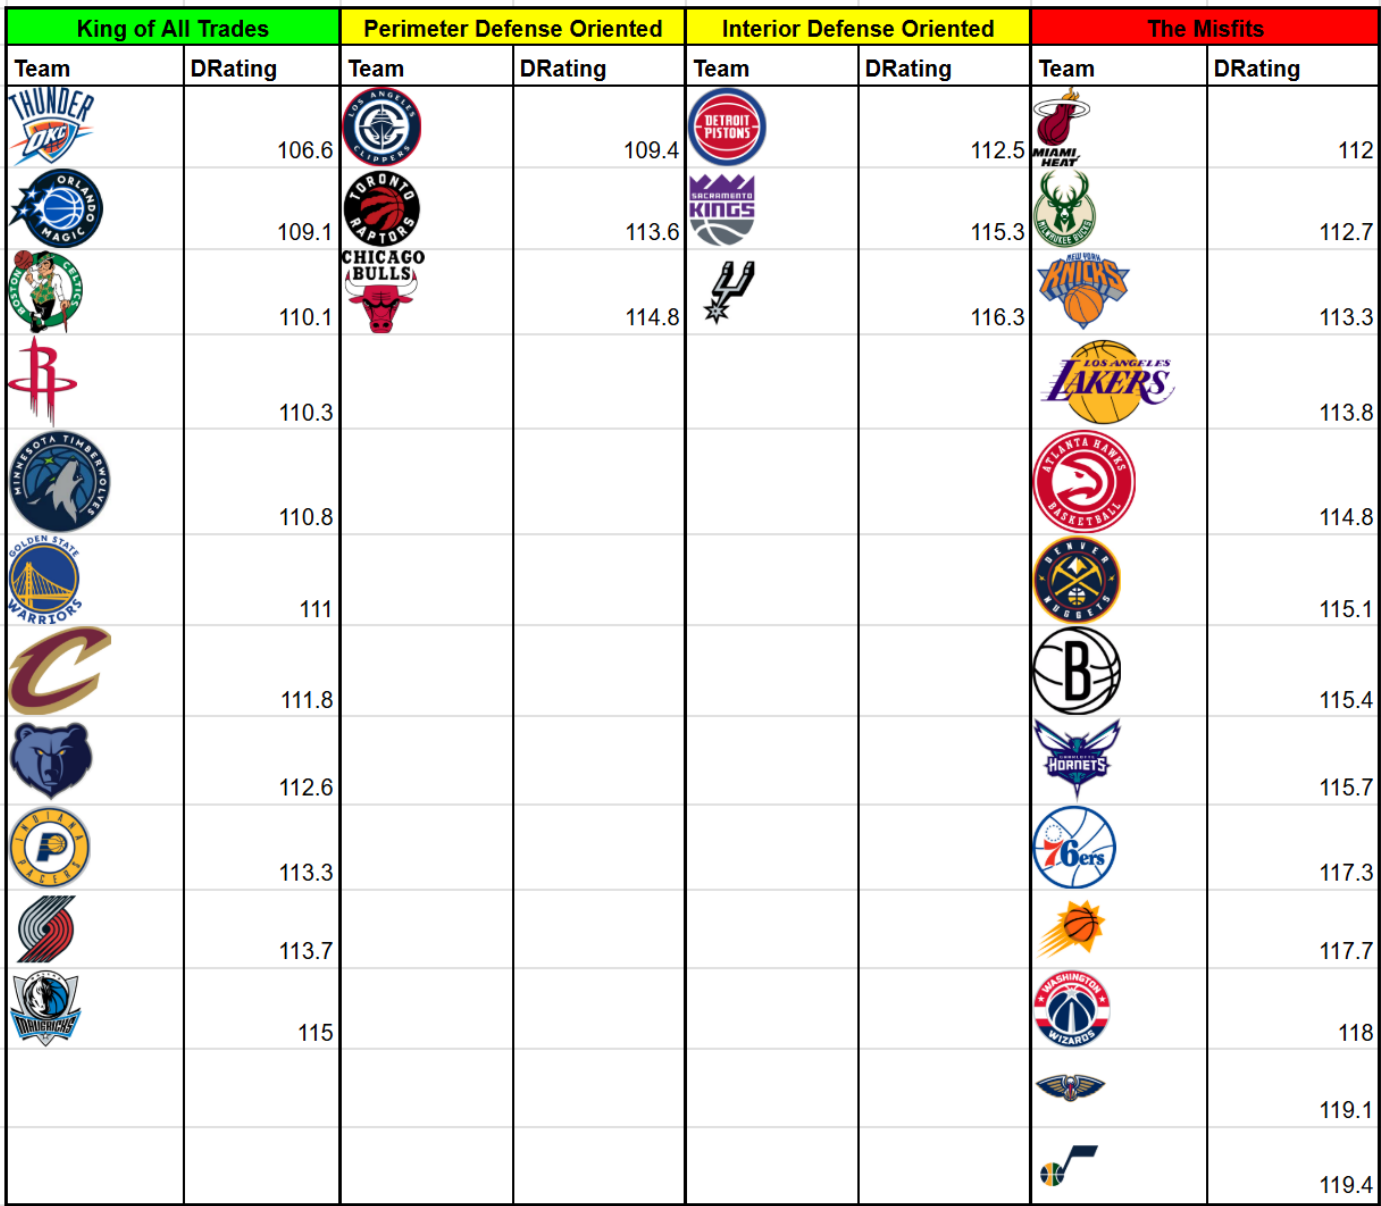 King of All Trades Perimeter Defense Oriented Interior Defense Oriented The Misfits
Team DRating Team DRating Team DRating Team DRating
THUNDER OKC 106.6 LOS ANGELES CLIPPERS 109.4 DETROIT PISTONS 112.5 MIAMI HEAT 112
ORLANDO MAGIC 109.1 TORONTO RAPTORS 113.6 SACRAMENTO KINGS 115.3 MILWAUKEE BUCKS 112.7
BOSTON CELTICS 110.1 CHICAGO BULLS 114.8 116.3 NEW YORK KNICKS 113.3
R 110.3 LOS ANGELES LAKERS 113.8
MINNESOTA TIMBERWOLVES 110.8 ATLANTA HAWKS BASKETBALL 114.8
GOLDEN STATE WARRIORS 111 DENVER NUGGETS 115.1
C 111.8 B 115.4
112.6 CHARLOTTE HORNETS 115.7
INDIANA PACERS P 113.3 76ers 117.3
113.7 117.7
DALLAS MAVERICKS 115 WASHINGTON WIZARDS 118
119.1
119.4